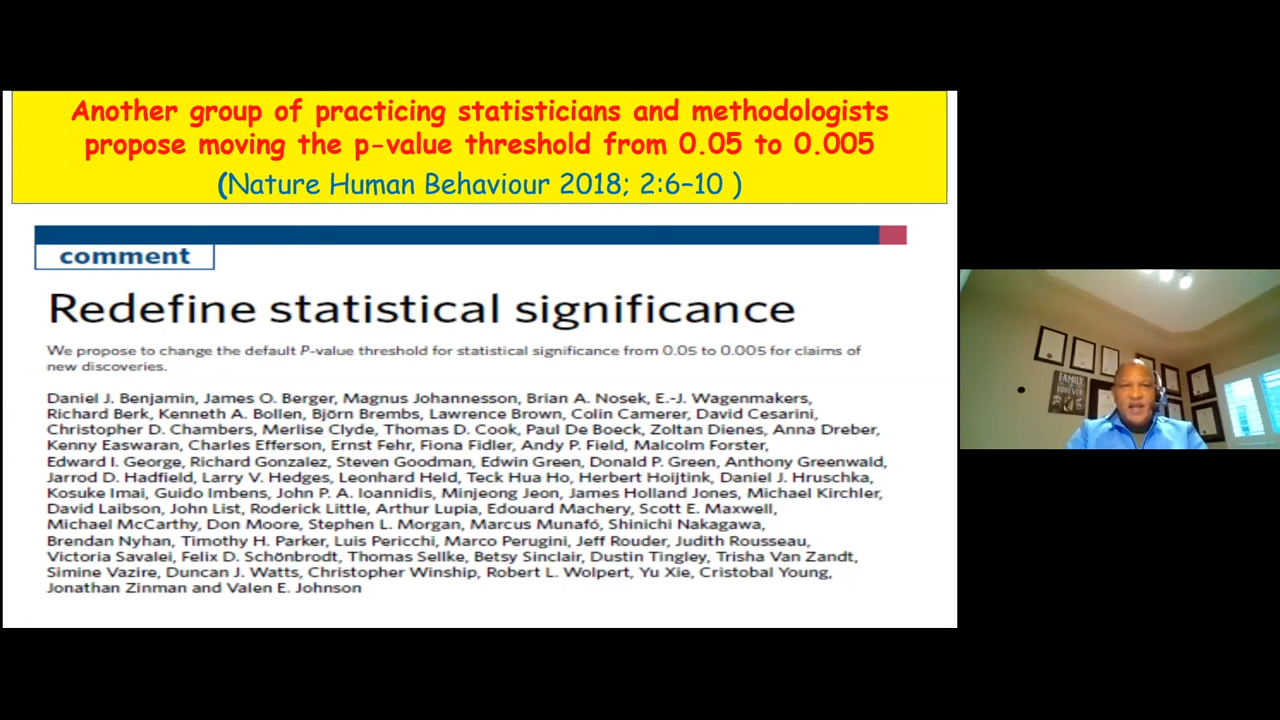 Another group of practicing statisticians and methodologists
propose moving the p-value threshold from 0.05 to 0.005
(Nature Human Behaviour 2018; 2:6–10 )
comment
Redefine statistical significance
We propose to change the default P-value threshold for statistical significance from 0.05 to 0.005 for claims of
new discoveries.
Daniel J. Benjamin, James O. Berger, Magnus Johannesson, Brian A. Nosek, E.-J. Wagenmakers,
Richard Berk, Kenneth A. Bollen, Björn Brembs, Lawrence Brown, Colin Camerer, David Cesarini,
Christopher D. Chambers, Merlise Clyde, Thomas D. Cook, Paul De Boeck, Zoltan Dienes, Anna Dreber,
Kenny Easwaran, Charles Efferson, Ernst Fehr, Fiona Fidler, Andy P. Field, Malcolm Forster,
Edward I. George, Richard Gonzalez, Steven Goodman, Edwin Green, Donald P. Green, Anthony Greenwald,
Jarrod D. Hadfield, Larry V. Hedges, Leonhard Held, Teck Hua Ho, Herbert Hoijtink, Daniel J. Hruschka,
Kosuke Imai, Guido Imbens, John P. A. Ioannidis, Minjeong Jeon, James Holland Jones, Michael Kirchler,
David Laibson, John List, Roderick Little, Arthur Lupia, Edouard Machery, Scott E. Maxwell,
Michael McCarthy, Don Moore, Stephen L. Morgan, Marcus Munafó, Shinichi Nakagawa,
Brendan Nyhan, Timothy H. Parker, Luis Pericchi, Marco Perugini, Jeff Rouder, Judith Rousseau,
Victoria Savalei, Felix D. Schönbrodt, Thomas Sellke, Betsy Sinclair, Dustin Tingley, Trisha Van Zandt,
Simine Vazire, Duncan J. Watts, Christopher Winship, Robert L. Wolpert, Yu Xie, Cristobal Young,
Jonathan Zinman and Valen E. Johnson
FAMILY
FOREVER